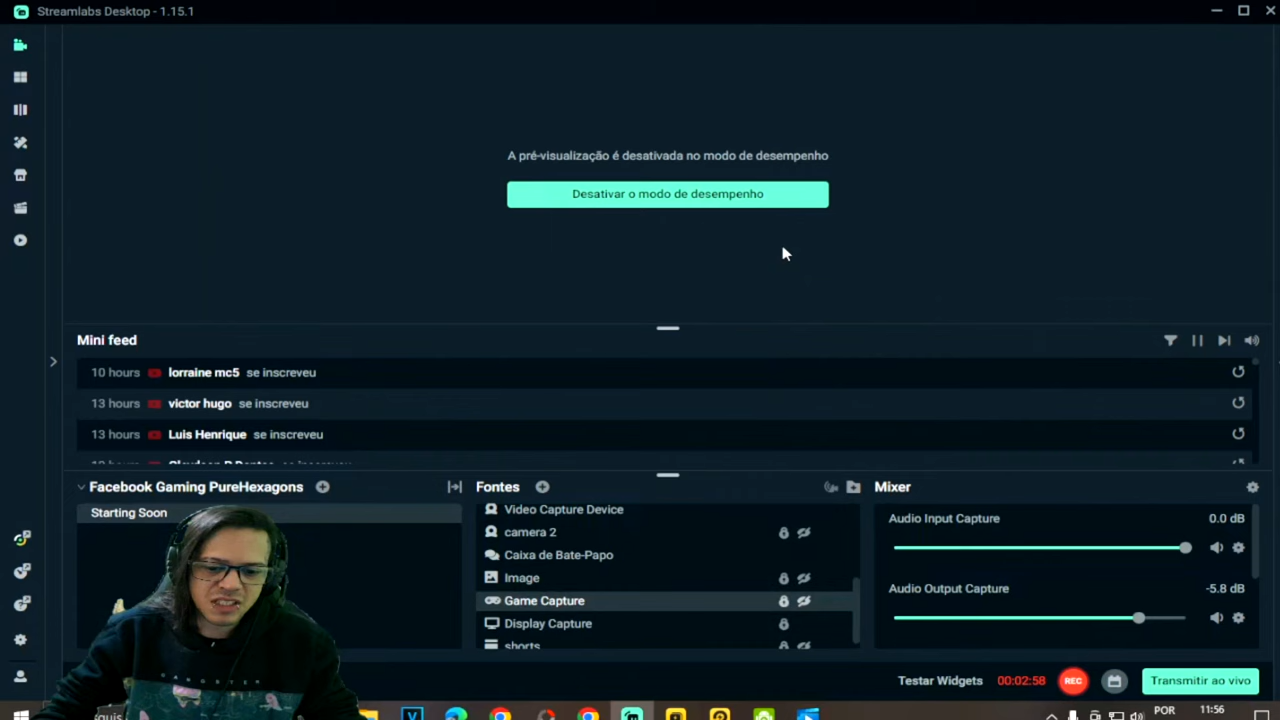 Streamlabs Desktop - 1.15.1
A pré-visualização é desativada no modo de desempenho
Desativar o modo de desempenho
Mini feed
10 hours lorraine mc5 se inscreveu
13 hours victor hugo se inscreveu
13 hours Luis Henrique se inscreveu
Facebook Gaming PureHexagons
Starting Soon
Fontes
Video Capture Device
camera 2
Caixa de Bate-Papo
Image
Game Capture
Display Capture
shorts
Mixer
Audio Input Capture 0.0 dB
Audio Output Capture -5.8 dB
Testar Widgets 00:02:58 REC Transmitir ao vivo
POR 11:56